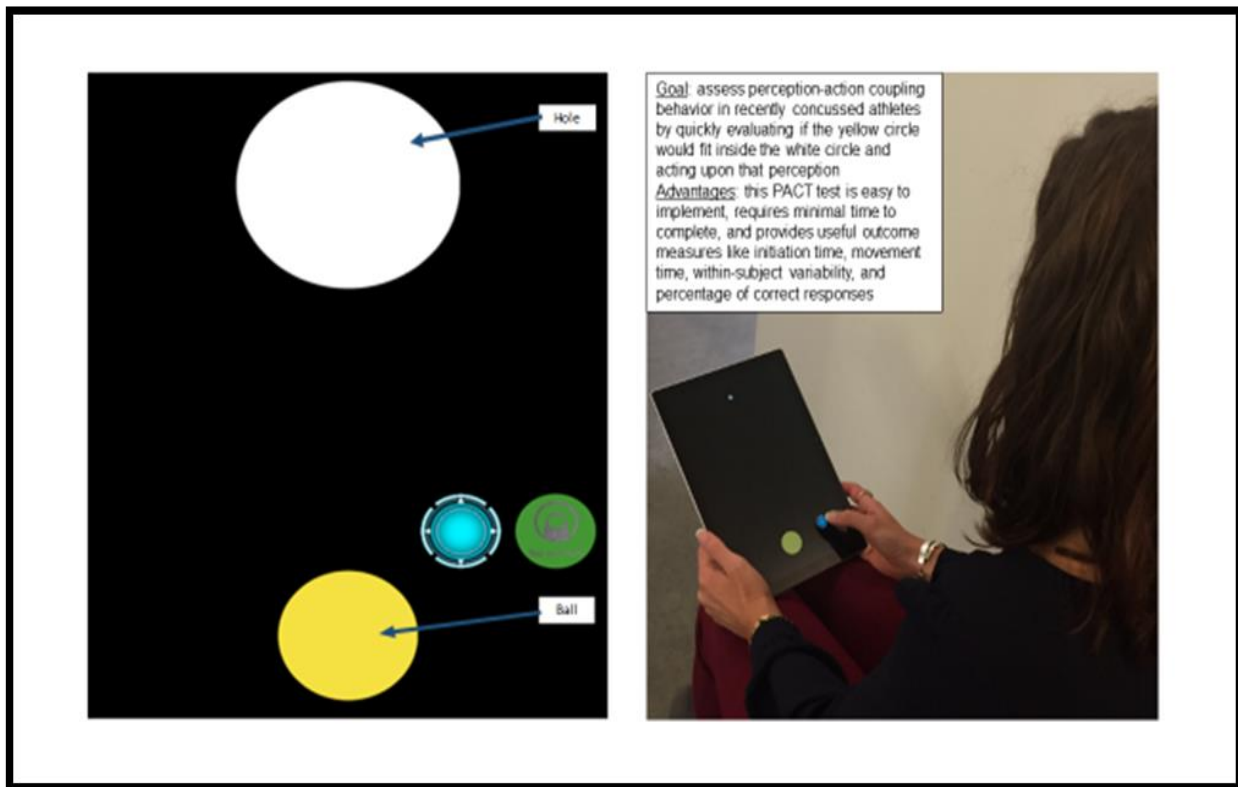 Hole
Ball
Goal: assess perception-action coupling
behavior in recently concussed athletes
by quickly evaluating if the yellow circle
would fit inside the white circle and
acting upon that perception
Advantages: this PACT test is easy to
implement, requires minimal time to
complete, and provides useful outcome
measures like initiation time, movement
time, within-subject variability, and
percentage of correct responses